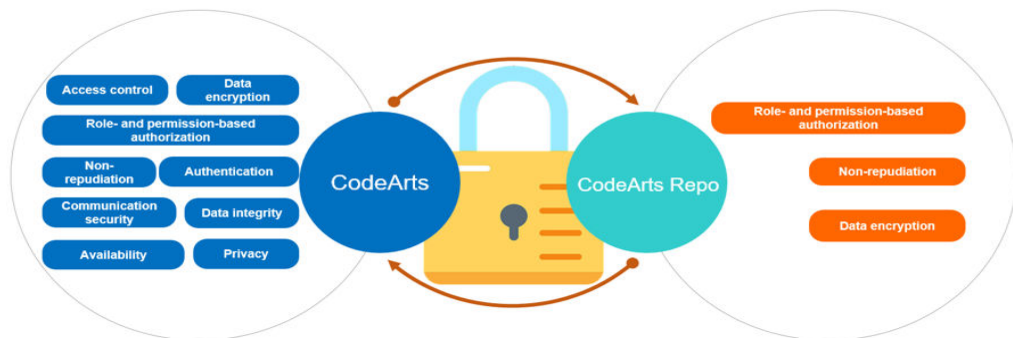 Access control
Data
encryption
Role- and permission-based
authorization
Non-
repudiation
Authentication
Communication
security
Data integrity
Availability
Privacy
CodeArts
CodeArts Repo
Role- and permission-based
authorization
Non-repudiation
Data encryption